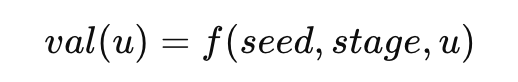 val(u) = f(seed, stage, u)